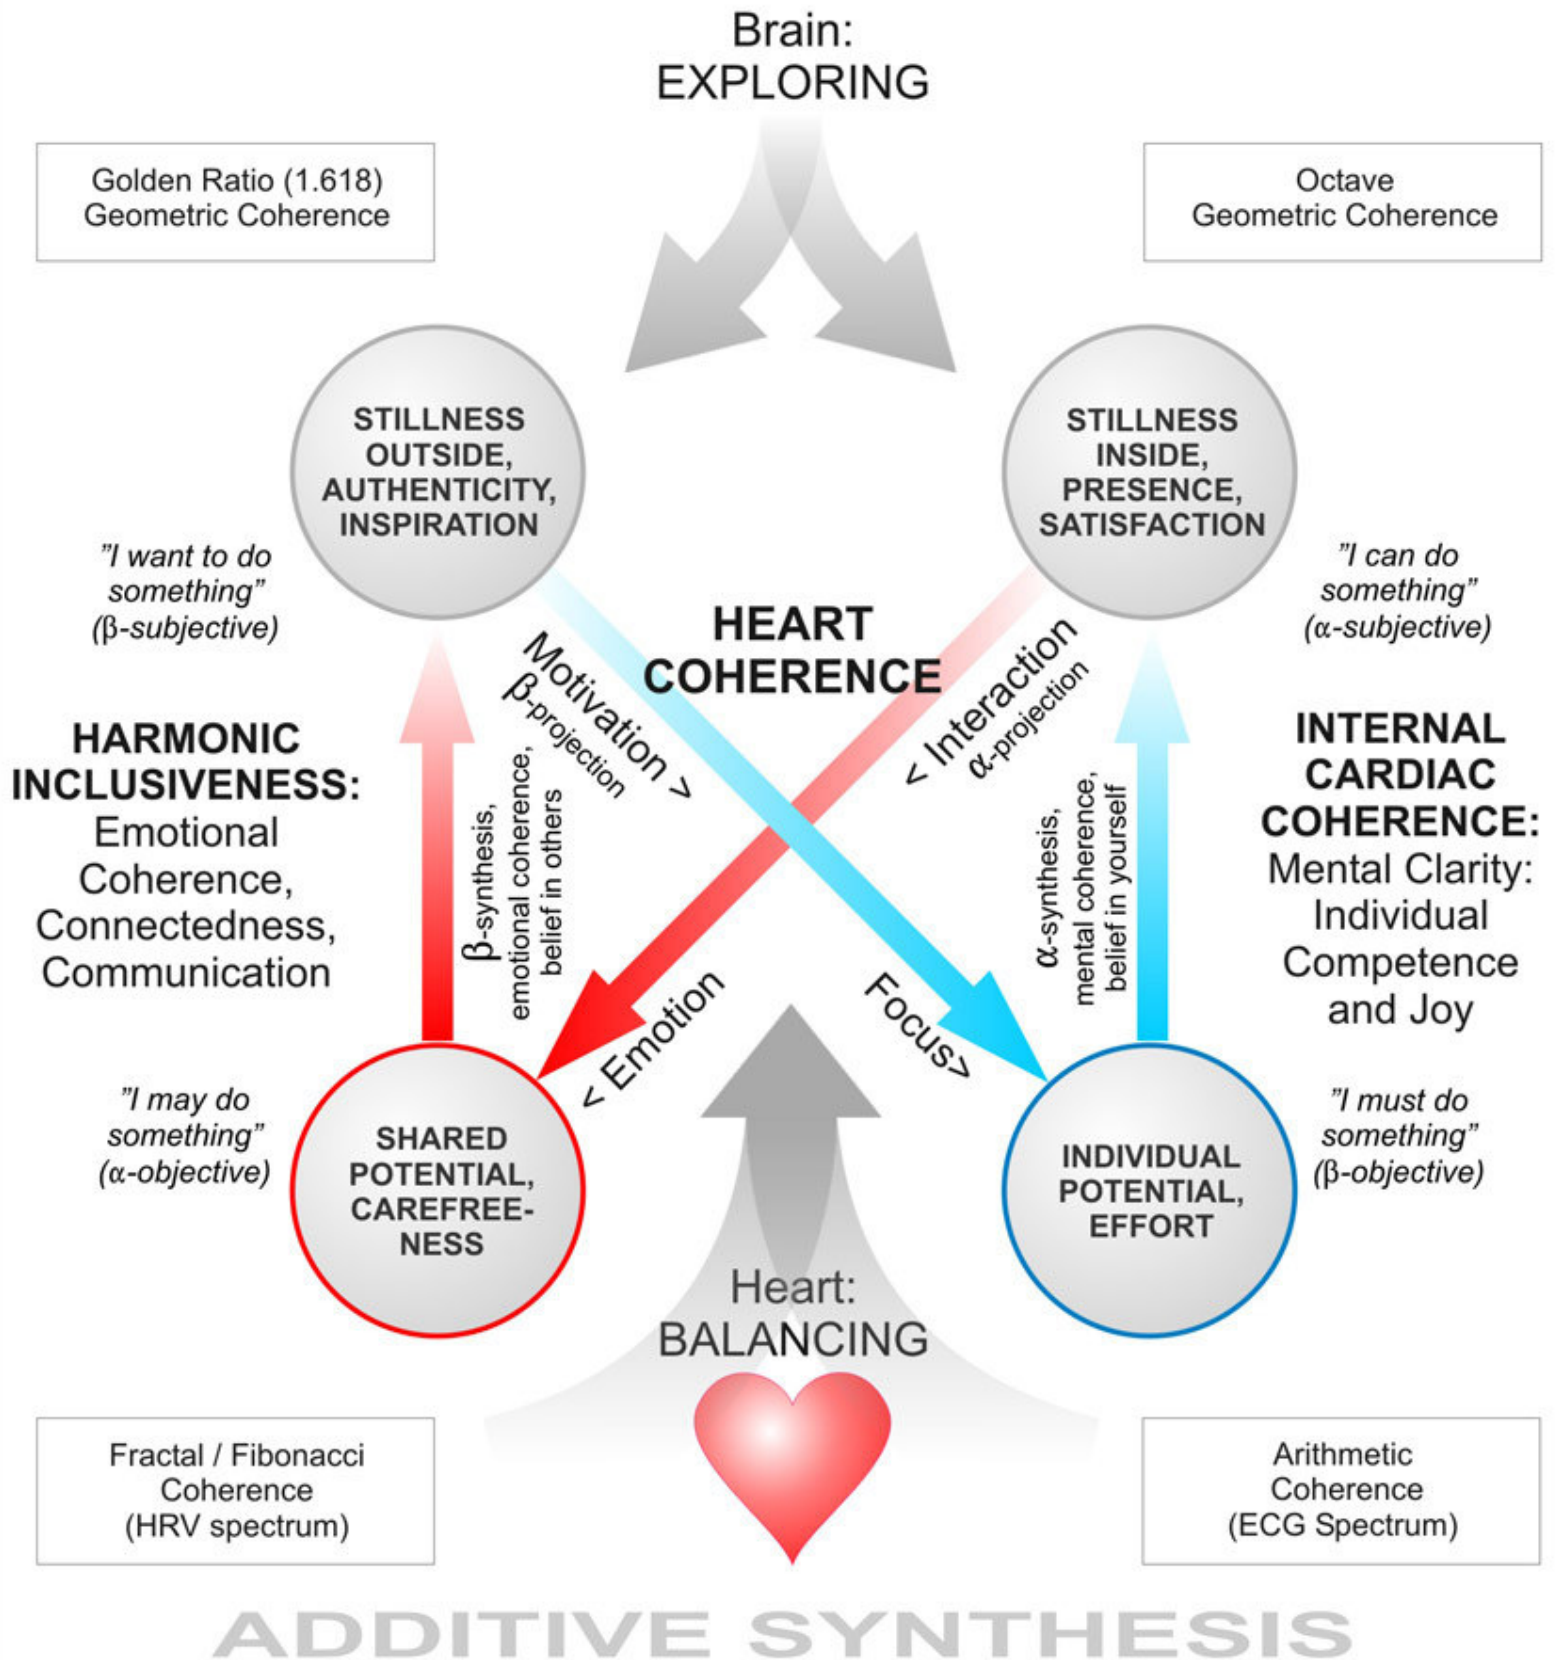 Brain:
EXPLORING
Golden Ratio (1.618)
Geometric Coherence
Octave
Geometric Coherence
STILLNESS
OUTSIDE,
AUTHENTICITY,
INSPIRATION
STILLNESS
INSIDE,
PRESENCE,
SATISFACTION
”I want to do
something”
(β-subjective)
”I can do
something”
(α-subjective)
HEART
COHERENCE
Motivation >
β-projection
< Interaction
α-projection
HARMONIC
INCLUSIVENESS:
Emotional
Coherence,
Connectedness,
Communication
β-synthesis,
emotional coherence,
belief in others
α-synthesis,
mental coherence,
belief in yourself
INTERNAL
CARDIAC
COHERENCE:
Mental Clarity:
Individual
Competence
and Joy
< Emotion
Focus>
”I may do
something”
(α-objective)
SHARED
POTENTIAL,
CAREFREE-
NESS
INDIVIDUAL
POTENTIAL,
EFFORT
”I must do
something”
(β-objective)
Heart:
BALANCING
Fractal / Fibonacci
Coherence
(HRV spectrum)
Arithmetic
Coherence
(ECG Spectrum)
ADDITIVE SYNTHESIS